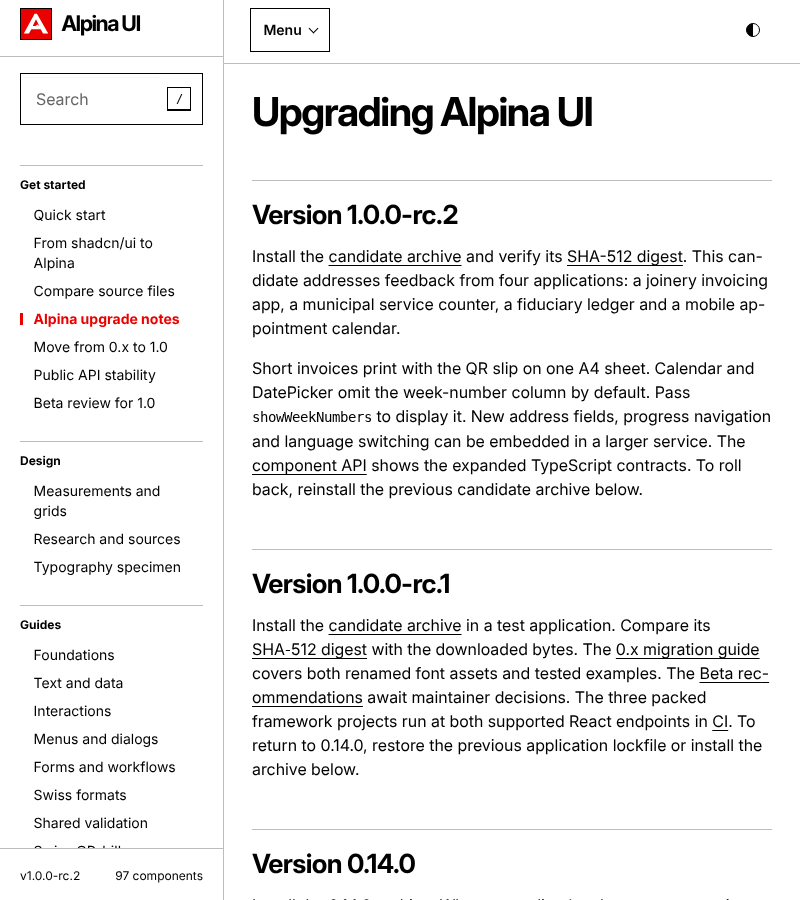 Alpina UI
Search /
Get started
Quick start
From shadcn/ui to
Alpina
Compare source files
Alpina upgrade notes
Move from 0.x to 1.0
Public API stability
Beta review for 1.0
Design
Measurements and
grids
Research and sources
Typography specimen
Guides
Foundations
Text and data
Interactions
Menus and dialogs
Forms and workflows
Swiss formats
Shared validation
v1.0.0-rc.2 97 components
Menu
Upgrading Alpina UI
Version 1.0.0-rc.2
Install the candidate archive and verify its SHA-512 digest. This can-
didate addresses feedback from four applications: a joinery invoicing
app, a municipal service counter, a fiduciary ledger and a mobile ap-
pointment calendar.
Short invoices print with the QR slip on one A4 sheet. Calendar and
DatePicker omit the week-number column by default. Pass
showWeekNumbers to display it. New address fields, progress navigation
and language switching can be embedded in a larger service. The
component API shows the expanded TypeScript contracts. To roll
back, reinstall the previous candidate archive below.
Version 1.0.0-rc.1
Install the candidate archive in a test application. Compare its
SHA-512 digest with the downloaded bytes. The 0.x migration guide
covers both renamed font assets and tested examples. The Beta rec-
ommendations await maintainer decisions. The three packed
framework projects run at both supported React endpoints in CI. To
return to 0.14.0, restore the previous application lockfile or install the
archive below.
Version 0.14.0